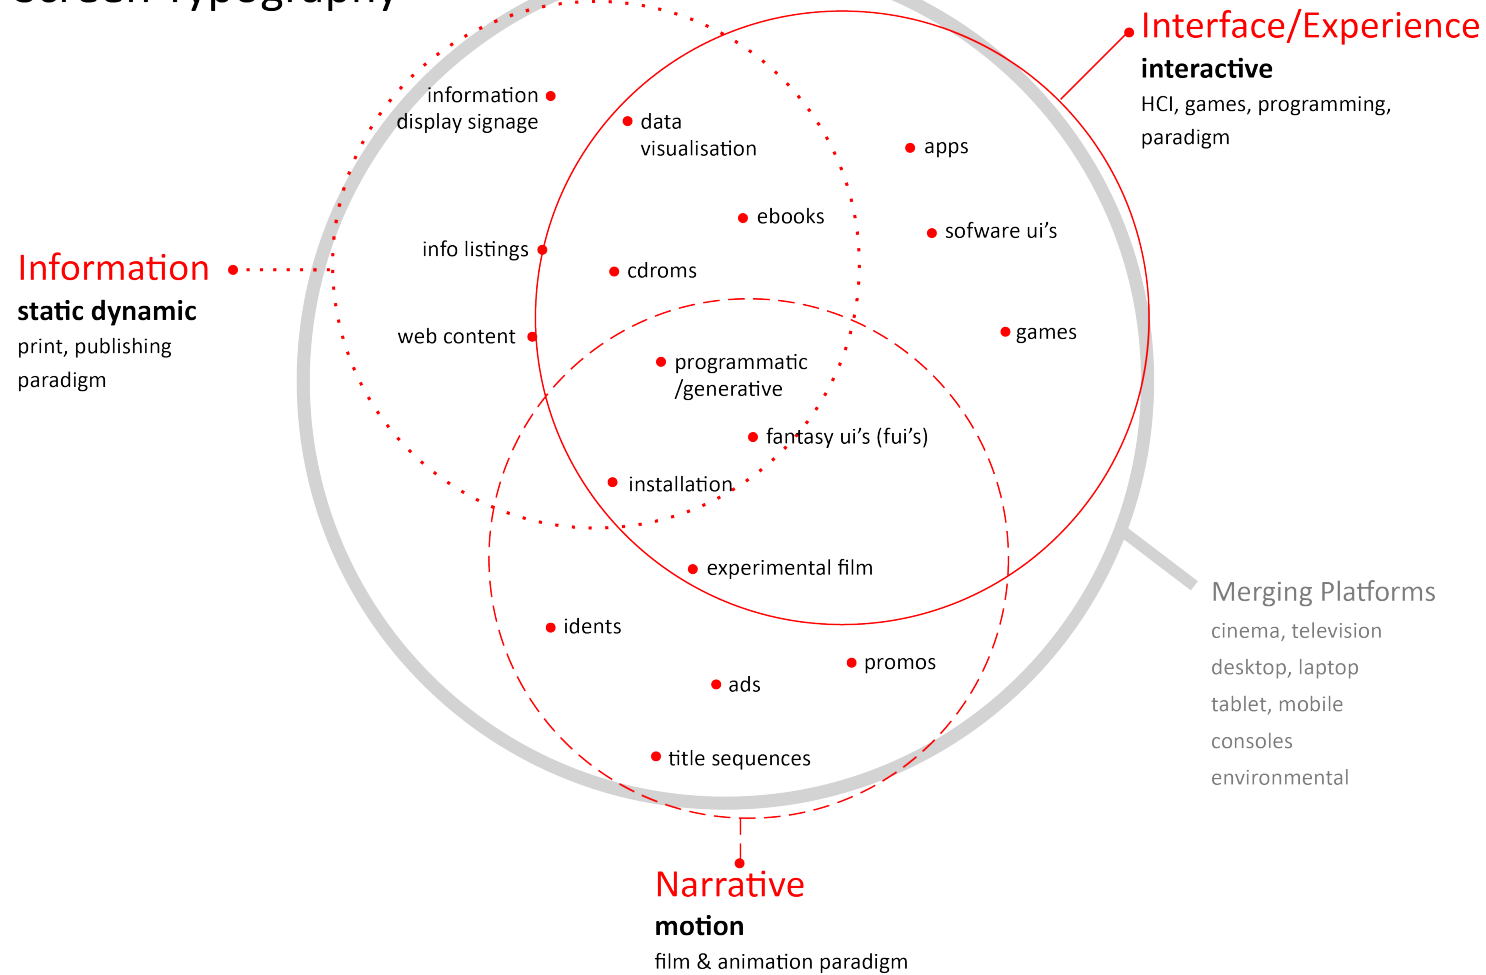 Screen Typography
Interface/Experience
interactive
HCI, games, programming,
paradigm
information
display signage
data
visualisation
apps
ebooks
sofware ui's
info listings
cdroms
Information
static dynamic
print, publishing
paradigm
web content
games
programmatic
/generative
fantasy ui’s (fui’s)
installation
experimental film
Merging Platforms
cinema, television
desktop, laptop
tablet, mobile
consoles
environmental
idents
promos
ads
title sequences
Narrative
motion
film & animation paradigm